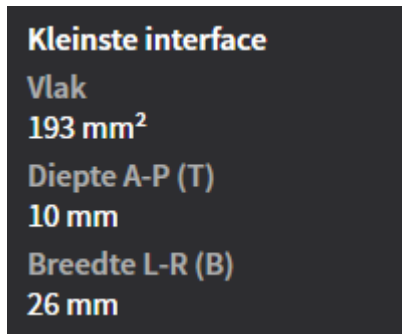 Kleinste interface
Vlak
193 mm²
Diepte A-P (T)
10 mm
Breedte L-R (B)
26 mm